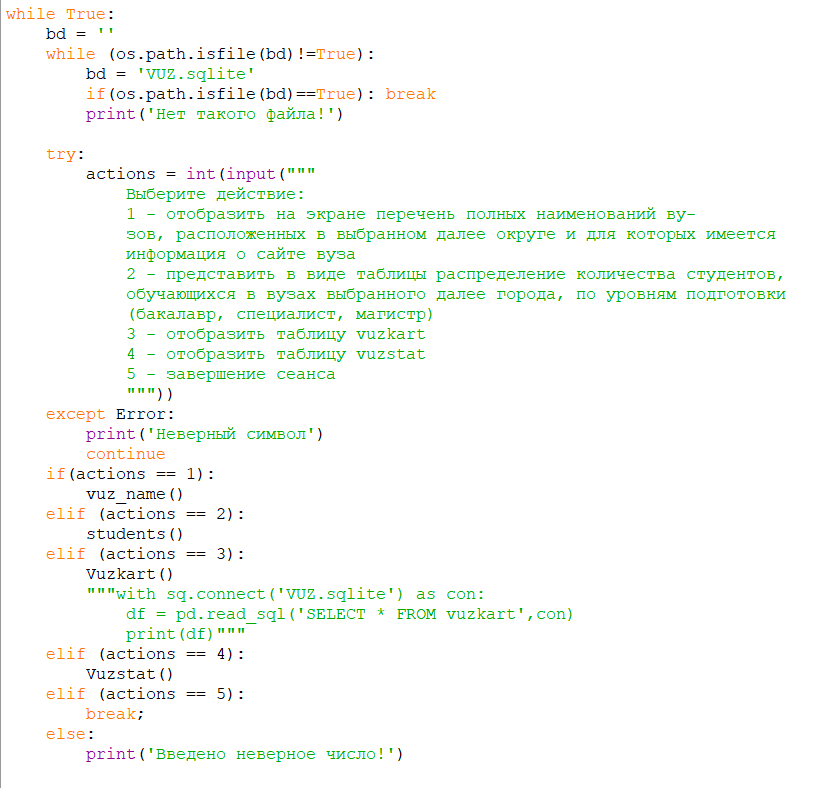 while True:
    bd = ''
    while (os.path.isfile(bd)!=True):
        bd = 'VUZ.sqlite'
        if(os.path.isfile(bd)==True): break
        print('Нет такого файла!')

    try:
        actions = int(input("""
            Выберите действие:
            1 - отобразить на экране перечень полных наименований ву-
            зов, расположенных в выбранном далее округе и для которых имеется
            информация о сайте вуза
            2 - представить в виде таблицы распределение количества студентов,
            обучающихся в вузах выбранного далее города, по уровням подготовки
            (бакалавр, специалист, магистр)
            3 - отобразить таблицу vuzkart
            4 - отобразить таблицу vuzstat
            5 - завершение сеанса
            """))
    except Error:
        print('Неверный символ')
        continue
    if(actions == 1):
        vuz_name()
    elif (actions == 2):
        students()
    elif (actions == 3):
        Vuzkart()
        """with sq.connect('VUZ.sqlite') as con:
            df = pd.read_sql('SELECT * FROM vuzkart',con)
            print(df)"""
    elif (actions == 4):
        Vuzstat()
    elif (actions == 5):
        break;
    else:
        print('Введено неверное число!')